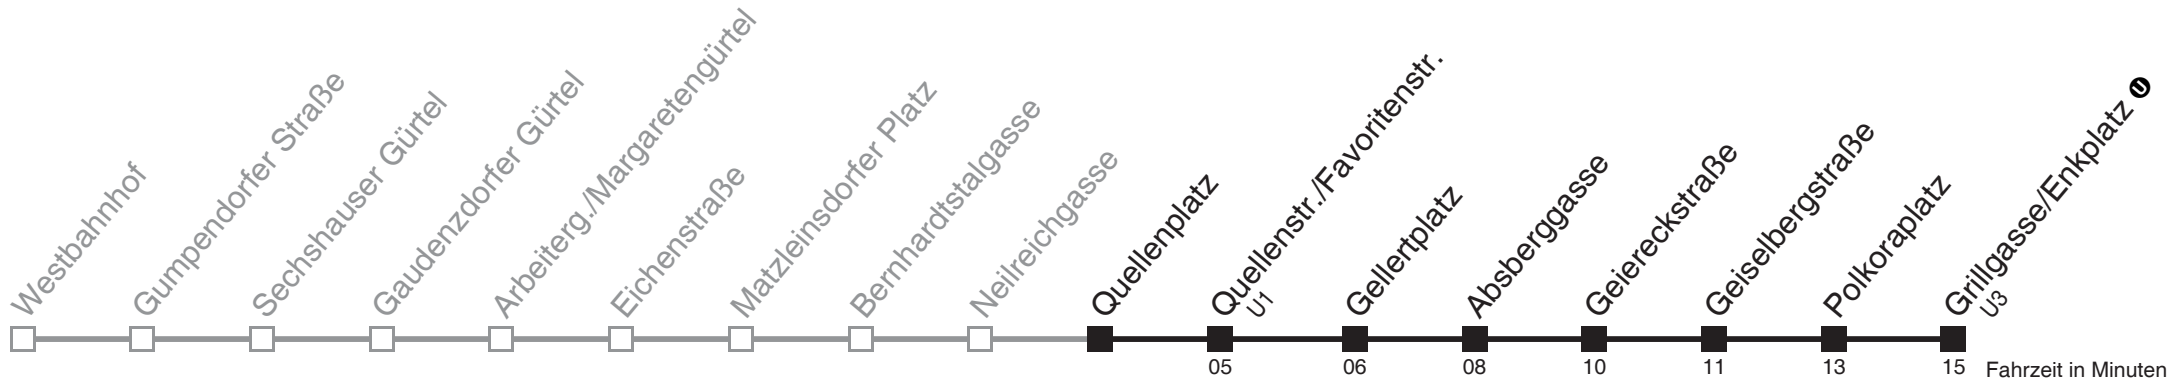 Westbahnhof
Gumpendorfer Straße
Sechshauser Gürtel
Gaudenzdorfer Gürtel
Arbeiterg./Margaretengürtel
Eichenstraße
Matzleinsdorfer Platz
Bernhardtstalgasse
Neilreichgasse
Quellenplatz
Quellenstr./Favoritenstr.
U1
Gellertplatz
Absberggasse
Geiereckstraße
Geiselbergstraße
Polkoraplatz
Grillgasse/Enkplatz U
U3
05 06 08 10 11 13 15 Fahrzeit in Minuten